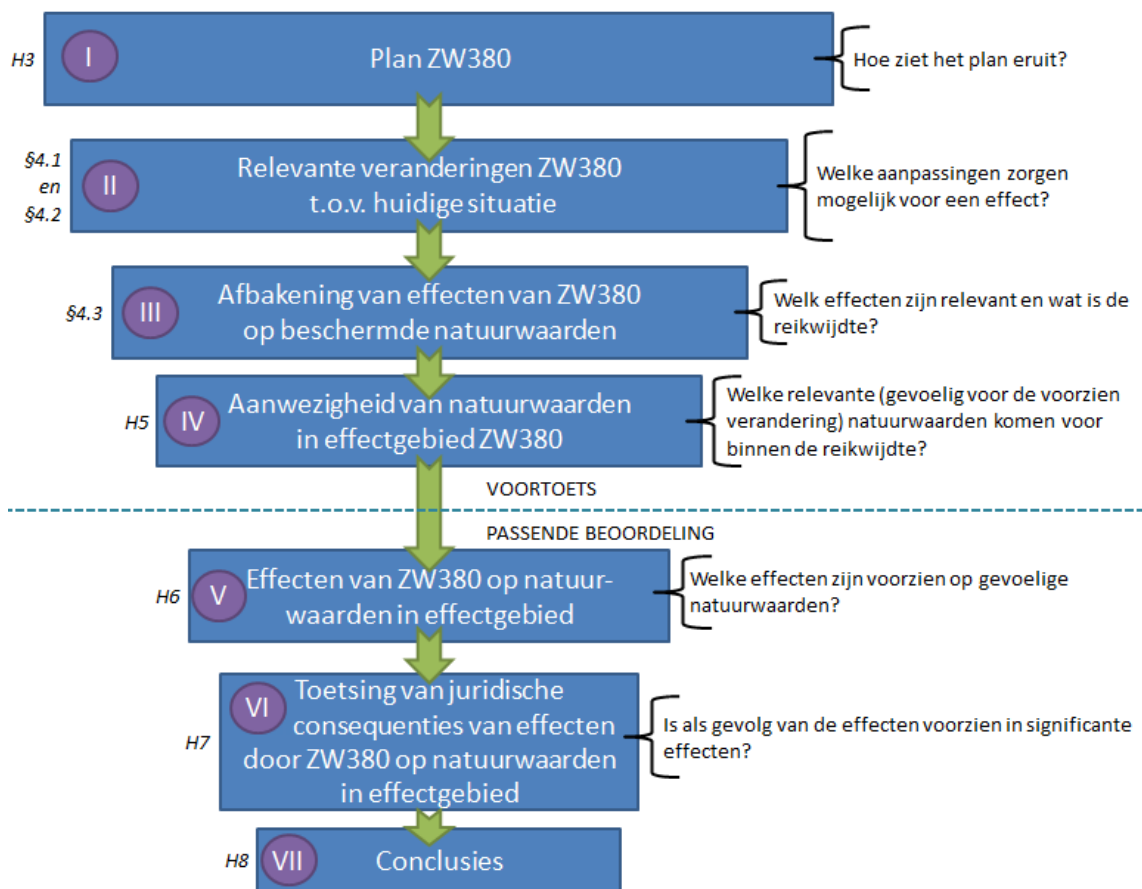 H3
I
Plan ZW380
Hoe ziet het plan eruit?
§4.1
en
§4.2
II
Relevante veranderingen ZW380
t.o.v. huidige situatie
Welke aanpassingen zorgen
mogelijk voor een effect?
§4.3
III
Afbakening van effecten van ZW380
op beschermde natuurwaarden
Welk effecten zijn relevant en wat is de
reikwijdte?
H5
IV
Aanwezigheid van natuurwaarden
in effectgebied ZW380
Welke relevante (gevoelig voor de voorzien
verandering) natuurwaarden komen voor
binnen de reikwijdte?
VOORTOETS
PASSENDE BEOORDELING
H6
V
Effecten van ZW380 op natuur-
waarden in effectgebied
Welke effecten zijn voorzien op gevoelige
natuurwaarden?
H7
VI
Toetsing van juridische
consequenties van effecten
door ZW380 op natuurwaarden
in effectgebied
Is als gevolg van de effecten voorzien in significante
effecten?
H8
VII
Conclusies